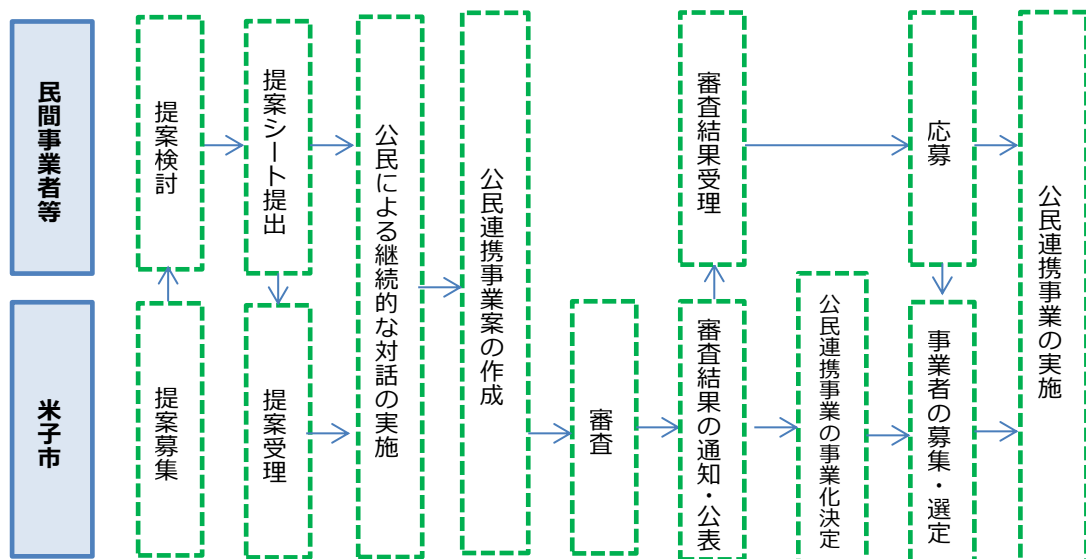 民間事業者等
提案検討
提案シート提出
公民による継続的な対話の実施
公民連携事業案の作成
審査結果受理
応募
公民連携事業の実施
米子市
提案募集
提案受理
審査
審査結果の通知・公表
公民連携事業の事業化決定
事業者の募集・選定